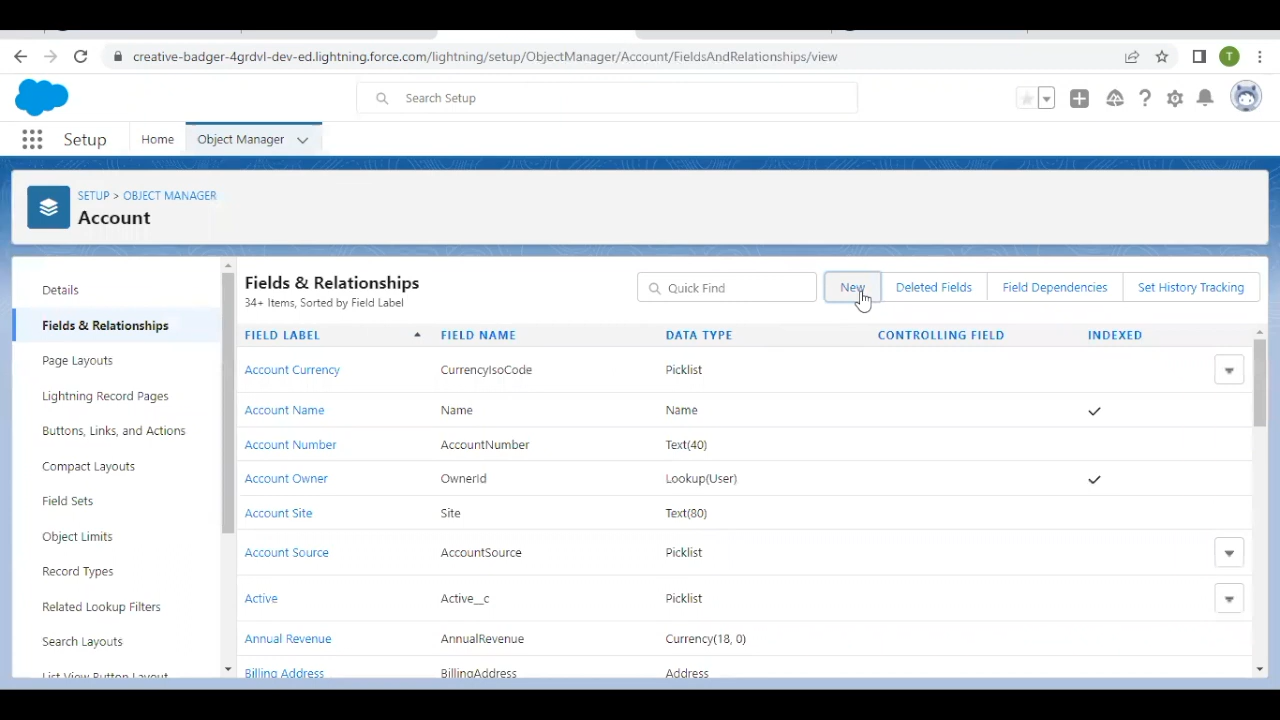 creative-badger-4grdvl-dev-ed.lightning.force.com/lightning/setup/ObjectManager/Account/FieldsAndRelationships/view
T
Search Setup
Setup
Home
Object Manager
SETUP > OBJECT MANAGER
Account
Details
Fields & Relationships
Page Layouts
Lightning Record Pages
Buttons, Links, and Actions
Compact Layouts
Field Sets
Object Limits
Record Types
Related Lookup Filters
Search Layouts
List View Button Layout
Fields & Relationships
34+ Items, Sorted by Field Label
Quick Find
New
Deleted Fields
Field Dependencies
Set History Tracking
FIELD LABEL FIELD NAME DATA TYPE CONTROLLING FIELD INDEXED
Account Currency CurrencyIsoCode Picklist
Account Name Name Name
Account Number AccountNumber Text(40)
Account Owner OwnerId Lookup(User)
Account Site Site Text(80)
Account Source AccountSource Picklist
Active Active__c Picklist
Annual Revenue AnnualRevenue Currency(18, 0)
Billing Address BillingAddress Address